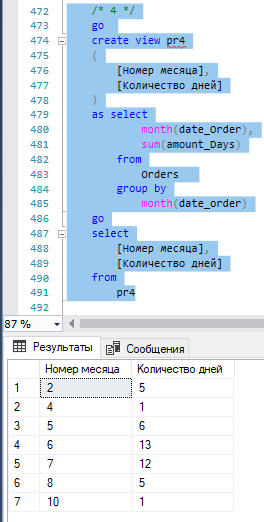 472 /* 4 */
473 go
474 create view pr4
475 (
476 [Номер месяца],
477 [Количество дней]
478 )
479 as select
480 month(date_Order),
481 sum(amount_Days)
482 from
483 Orders
484 group by
485 month(date_order)
486 go
487 select
488 [Номер месяца],
489 [Количество дней]
490 from
491 pr4
492
87 %
Результаты Сообщения
Номер месяца Количество дней
1 2 5
2 4 1
3 5 6
4 6 13
5 7 12
6 8 5
7 10 1